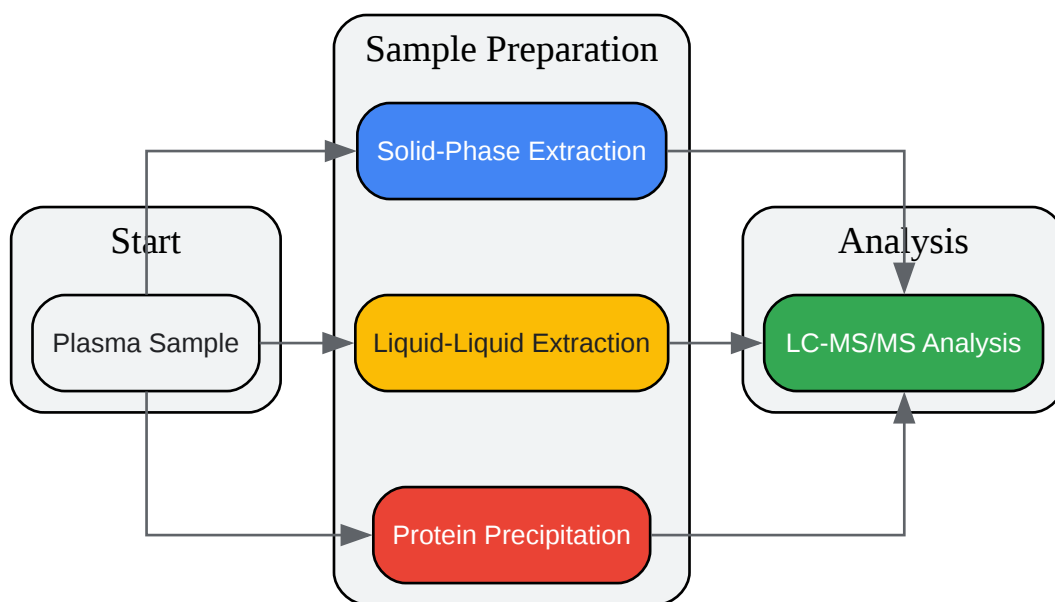 Sample Preparation
Solid-Phase Extraction
Start
Analysis
Plasma Sample
Liquid-Liquid Extraction
LC-MS/MS Analysis
Protein Precipitation